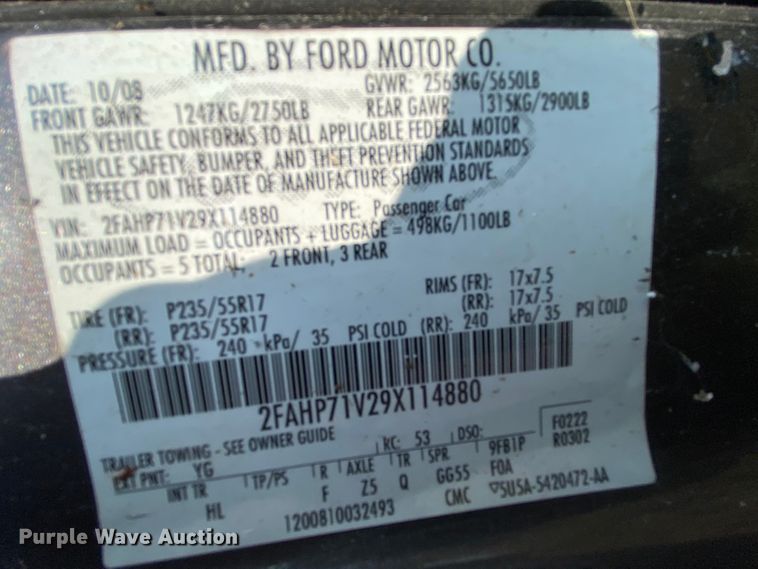 MFD. BY FORD MOTOR CO.
DATE: 10/08 GVWR: 2563KG/5650LB
FRONT GAWR: 1247KG/2750LB REAR GAWR: 1315KG/2900LB
THIS VEHICLE CONFORMS TO ALL APPLICABLE FEDERAL MOTOR
VEHICLE SAFETY, BUMPER, AND THEFT PREVENTION STANDARDS
IN EFFECT ON THE DATE OF MANUFACTURE SHOWN ABOVE.
VIN: 2FAHP71V29X114880 TYPE: Passenger Car
MAXIMUM LOAD = OCCUPANTS + LUGGAGE = 498KG/1100LB
OCCUPANTS = 5 TOTAL: 2 FRONT, 3 REAR
TIRE (FR): P235/55R17 RIMS (FR): 17x7.5
(RR): P235/55R17 (RR): 17x7.5
PRESSURE (FR): 240 kPa/ 35 PSI COLD (RR): 240 kPa/ 35 PSI COLD
2FAHP71V29X114880
TRAILER TOWING - SEE OWNER GUIDE KC: 53 DSO: 9FB1P F0222
EXT PNT: YG R0302
INT TR TP/PS R AXLE TR SPR F0A
HL F Z5 Q GG55
1200810032493 CMC ▽5U5A-5420472-AA
Purple Wave Auction